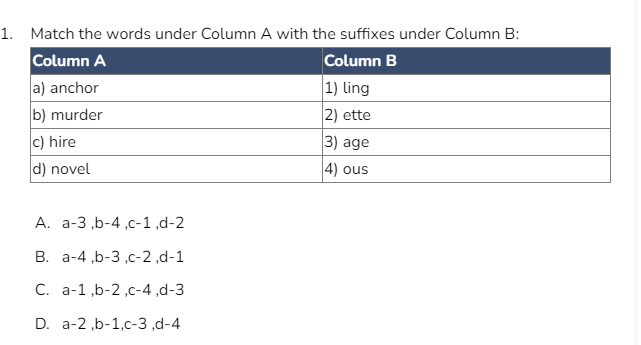 1. Match the words under Column A with the suffixes under Column B:
Column A Column B
a) anchor 1) ling
b) murder 2) ette
c) hire 3) age
d) novel 4) ous
A. a-3 ,b-4 ,c-1 ,d-2
B. a-4 ,b-3 ,c-2 ,d-1
C. a-1 ,b-2 ,c-4 ,d-3
D. a-2 ,b-1,c-3 ,d-4